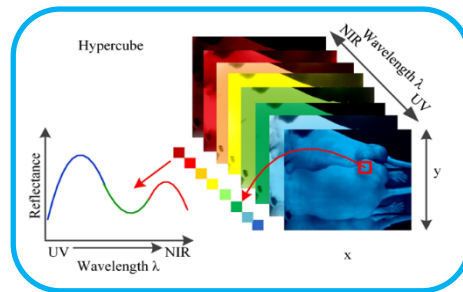 Hypercube
NIR
Wavelength λ
UV
y
x
Reflectance
UV
NIR
Wavelength λ